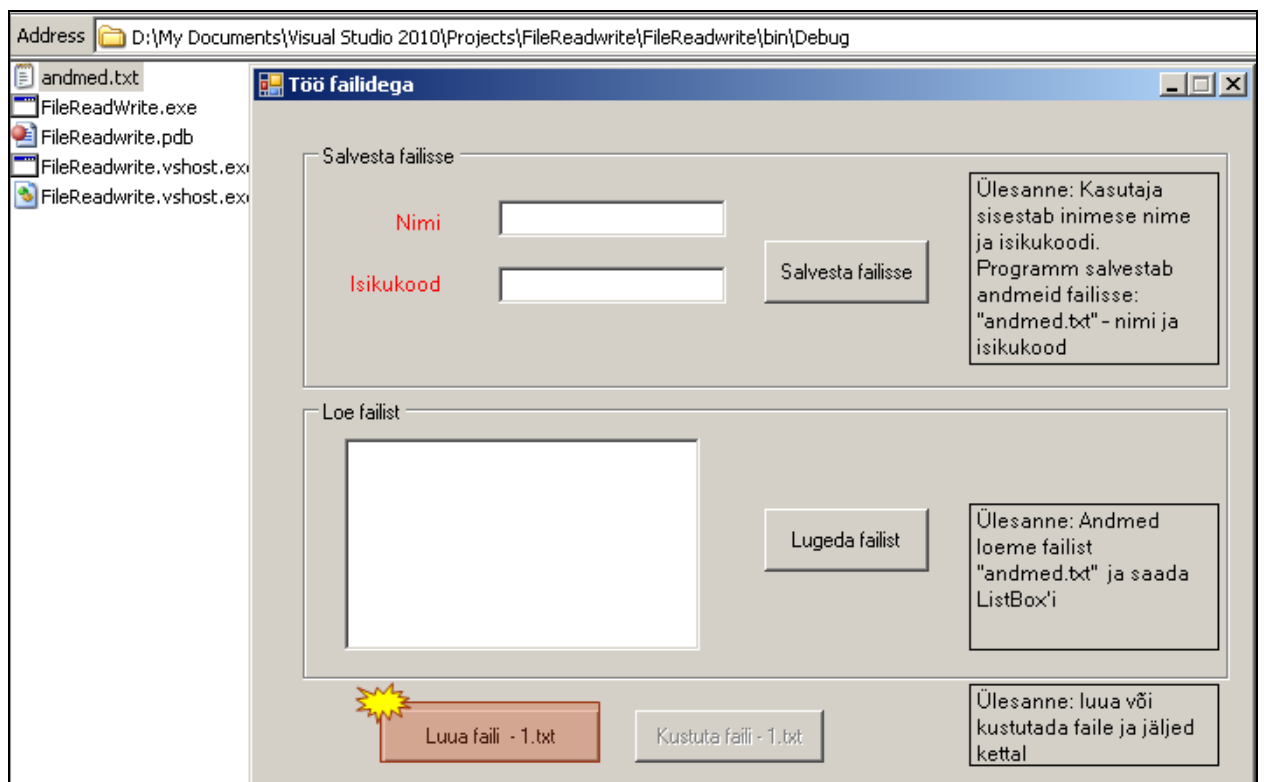 Address D:\My Documents\Visual Studio 2010\Projects\FileReadwrite\FileReadwrite\bin\Debug
andmed.txt
FileReadWrite.exe
FileReadwrite.pdb
FileReadwrite.vshost.exe
FileReadwrite.vshost.exe
Töö failidega
Salvesta failisse
Nimi
Isikukood
Salvesta failisse
Ülesanne: Kasutaja
sisestab inimese nime
ja isikukoodi.
Programm salvestab
andmeid failisse:
"andmed.txt" - nimi ja
isikukood
Loe failist
Lugeda failist
Ülesanne: Andmed
loeme failist
"andmed.txt" ja saada
ListBox'i
Luua faili - 1.txt
Kustuta faili - 1.txt
Ülesanne: luua või
kustutada faile ja jäljed
kettal